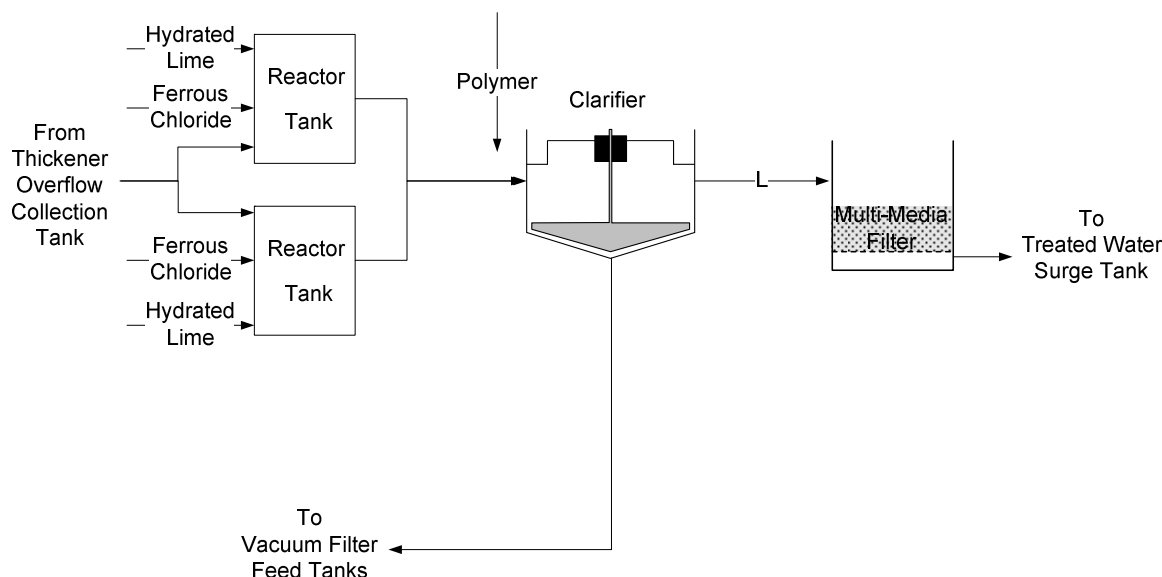 Hydrated
Lime
Ferrous
Chloride
Reactor
Tank
From
Thickener
Overflow
Collection
Tank
Ferrous
Chloride
Hydrated
Lime
Reactor
Tank
Polymer
Clarifier
L
Multi-Media
Filter
To
Treated Water
Surge Tank
To
Vacuum Filter
Feed Tanks